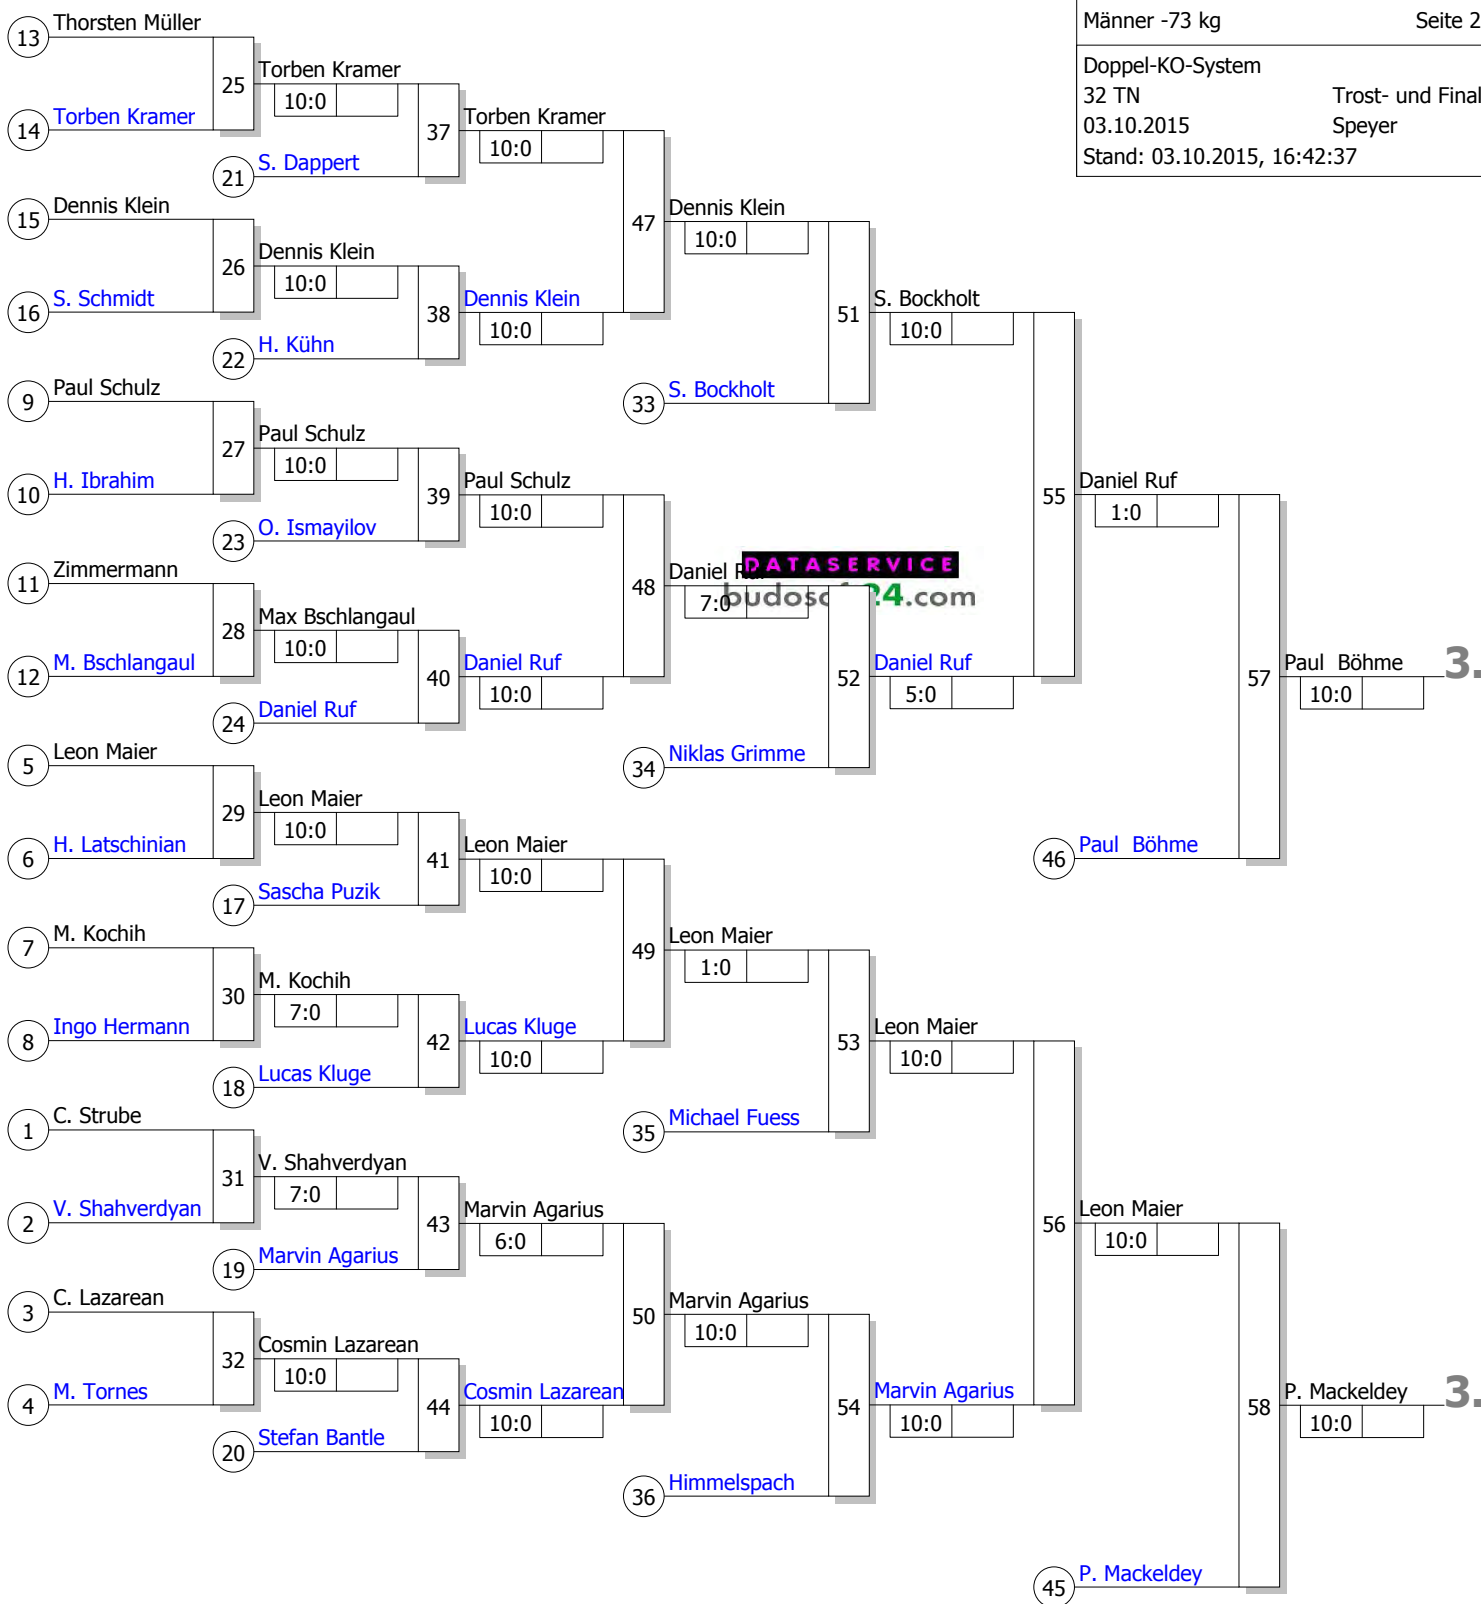 Männer -73 kg Seite 2
Doppel-KO-System
32 TN Trost- und Final
03.10.2015 Speyer
Stand: 03.10.2015, 16:42:37
13 Thorsten Müller
25 Torben Kramer
10:0
14 Torben Kramer
37 Torben Kramer
10:0
21 S. Dappert
15 Dennis Klein
47 Dennis Klein
10:0
26 Dennis Klein
10:0
16 S. Schmidt
38 Dennis Klein
10:0
22 H. Kühn
51 S. Bockholt
10:0
9 Paul Schulz
33 S. Bockholt
27 Paul Schulz
10:0
10 H. Ibrahim
39 Paul Schulz
10:0
23 O. Ismayilov
55 Daniel Ruf
1:0
11 Zimmermann
48 Daniel
7:0
DATASERVICE
24.com
28 Max Bschlangaul
10:0
12 M. Bschlangaul
40 Daniel Ruf
10:0
52 Daniel Ruf
5:0
57 Paul Böhme 3.
10:0
24 Daniel Ruf
5 Leon Maier
34 Niklas Grimme
29 Leon Maier
10:0
6 H. Latschinian
41 Leon Maier
10:0
46 Paul Böhme
17 Sascha Puzik
7 M. Kochih
49 Leon Maier
1:0
30 M. Kochih
7:0
8 Ingo Hermann
42 Lucas Kluge
10:0
53 Leon Maier
10:0
18 Lucas Kluge
1 C. Strube
35 Michael Fuess
31 V. Shahverdyan
7:0
2 V. Shahverdyan
43 Marvin Agarius
6:0
56 Leon Maier
10:0
19 Marvin Agarius
3 C. Lazarean
50 Marvin Agarius
10:0
32 Cosmin Lazarean
10:0
4 M. Tornes
44 Cosmin Lazarean
10:0
54 Marvin Agarius
10:0
58 P. Mackeldey 3.
10:0
20 Stefan Bantle
36 Himmelspach
45 P. Mackeldey